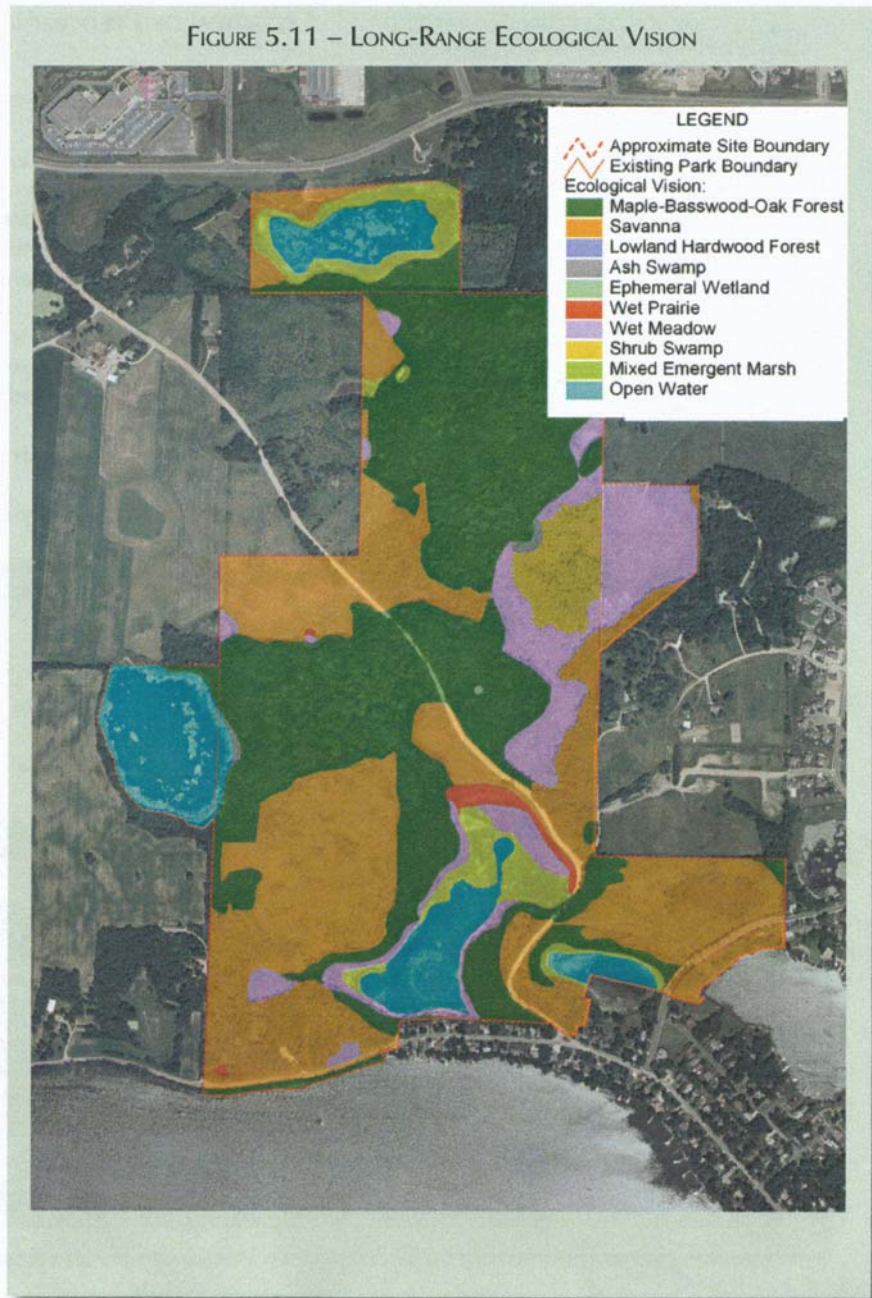 FIGURE 5.11 – LONG-RANGE ECOLOGICAL VISION
LEGEND
Approximate Site Boundary
Existing Park Boundary
Ecological Vision:
Maple-Basswood-Oak Forest
Savanna
Lowland Hardwood Forest
Ash Swamp
Ephemeral Wetland
Wet Prairie
Wet Meadow
Shrub Swamp
Mixed Emergent Marsh
Open Water